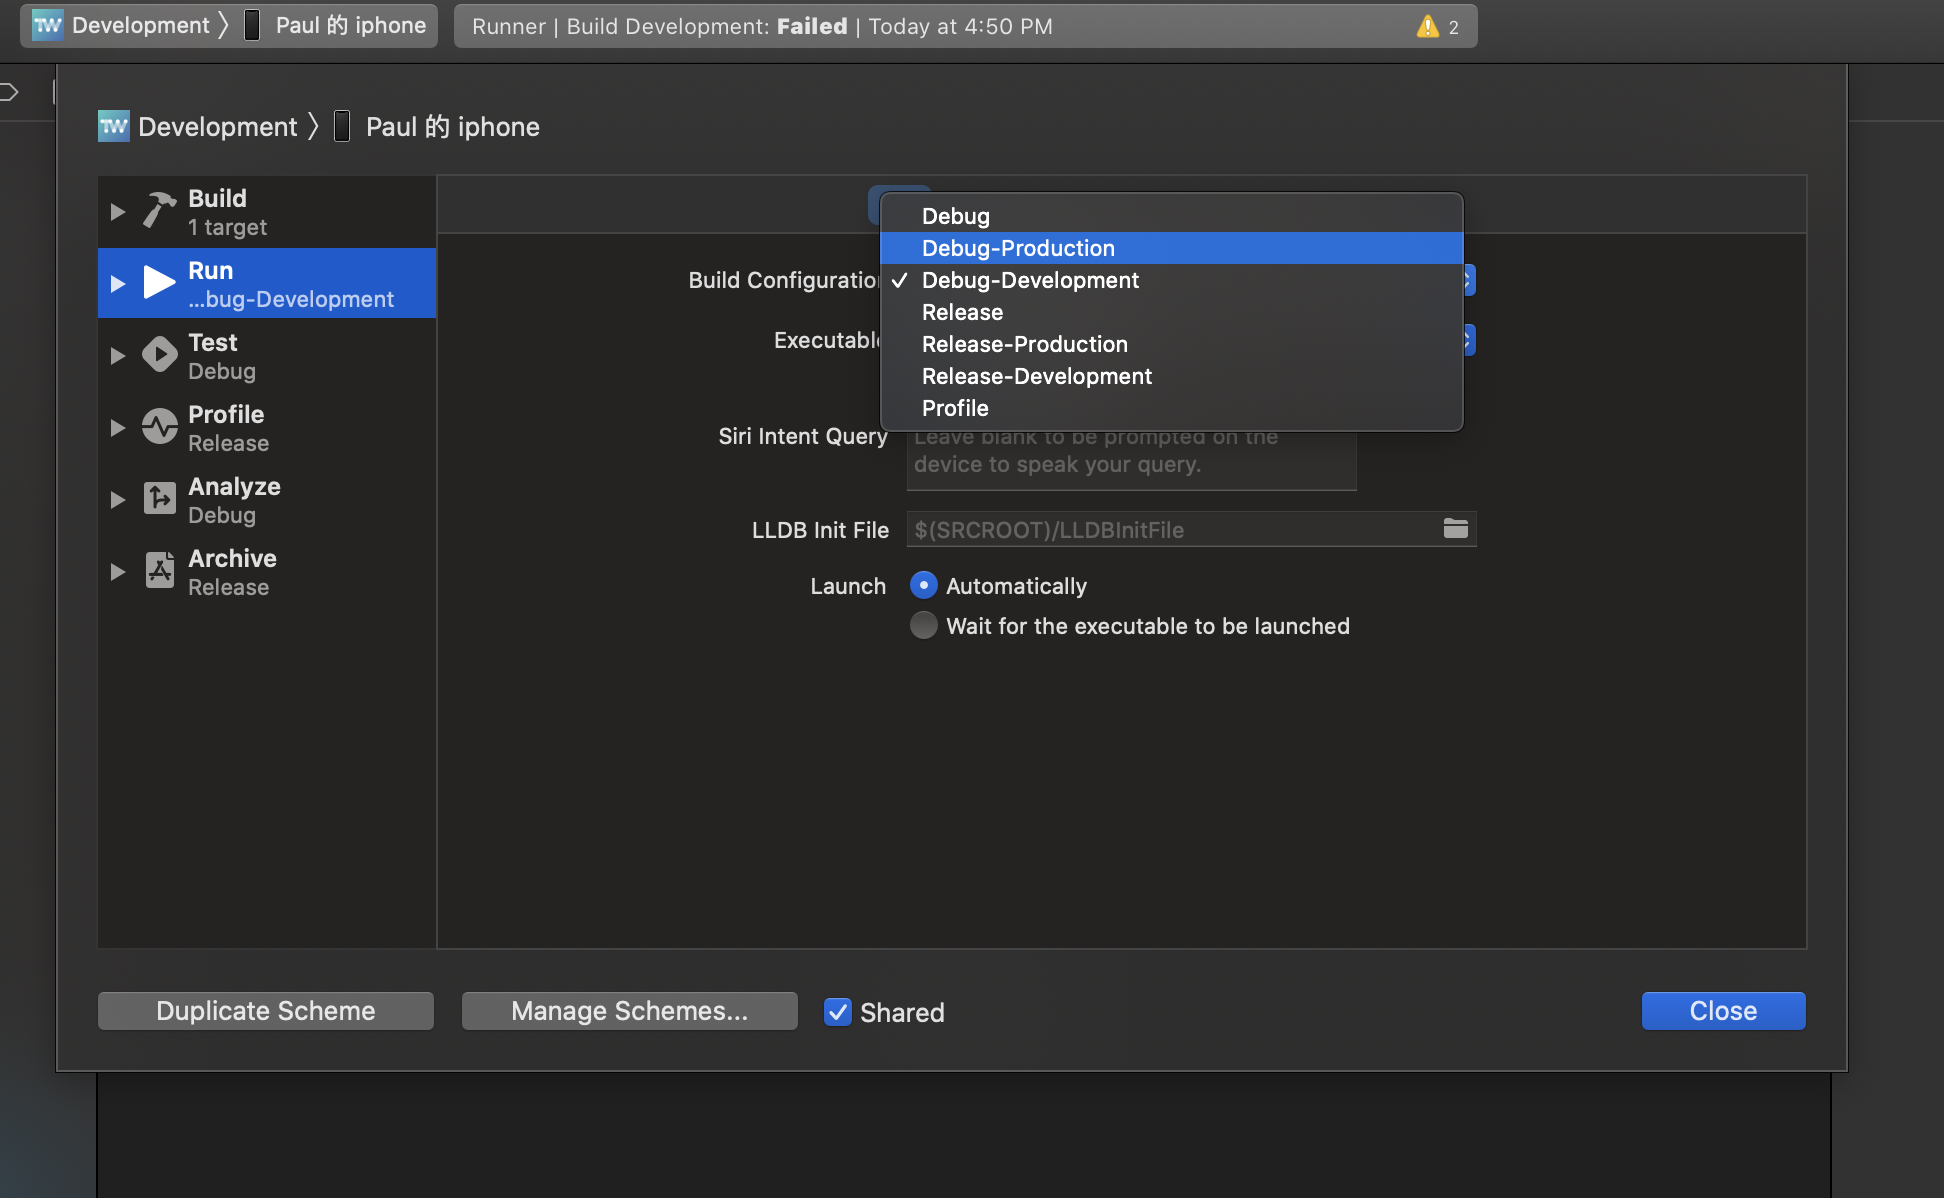 TW Development 〉 Paul 的 iphone
Runner | Build Development: Failed | Today at 4:50 PM
2
TW Development 〉 Paul 的 iphone
Build
1 target
Run
...bug-Development
Test
Debug
Profile
Release
Analyze
Debug
Archive
Release
Debug
Debug-Production
Build Configuration
✓ Debug-Development
Release
Executable
Release-Production
Release-Development
Profile
Siri Intent Query
Leave blank to be prompted on the
device to speak your query.
LLDB Init File
$(SRCROOT)/LLDBInitFile
Launch
Automatically
Wait for the executable to be launched
Duplicate Scheme
Manage Schemes...
Shared
Close